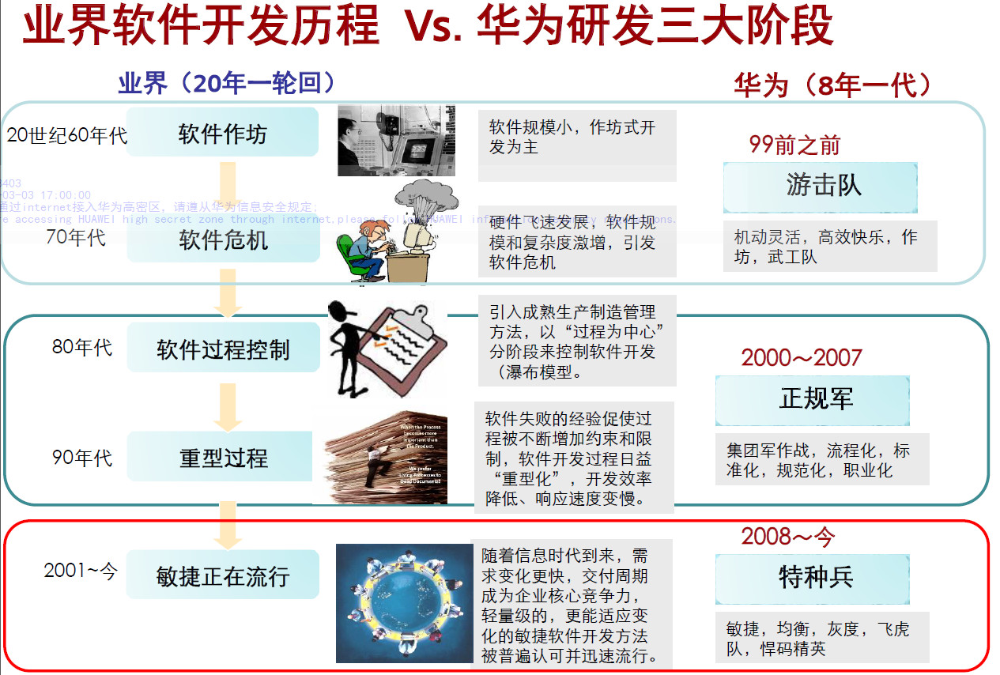 业界软件开发历程 Vs. 华为研发三大阶段
业界（20年一轮回）
华为（8年一代）
20世纪60年代
软件作坊
软件规模小，作坊式开
发为主
99前之前
游击队
机动灵活，高效快乐，作
坊，武工队
3403
-03-03 17:00:00
通过internet接入华为高密区，请遵从华为信息安全规定；
re accessing HUAWEI high secret zone through internet,please follow HUAWEI information security regulations.
70年代
软件危机
硬件飞速发展，软件规
模和复杂度激增，引发
软件危机
80年代
软件过程控制
引入成熟生产制造管理
方法，以“过程为中心”
分阶段来控制软件开发
（瀑布模型。
2000～2007
正规军
集团军作战，流程化，标
准化，规范化，职业化
90年代
重型过程
When the Process
becomes more
important than
the Product.
We prefer
Living Processes to
Dead Documents!
软件失败的经验促使过
程被不断增加约束和限
制，软件开发过程日益
“重型化”，开发效率
降低、响应速度变慢。
2001~今
敏捷正在流行
随着信息时代到来，需
求变化更快，交付周期
成为企业核心竞争力，
轻量级的，更能适应变
化的敏捷软件开发方法
被普遍认可并迅速流行。
2008～今
特种兵
敏捷，均衡，灰度，飞虎
队，悍码精英